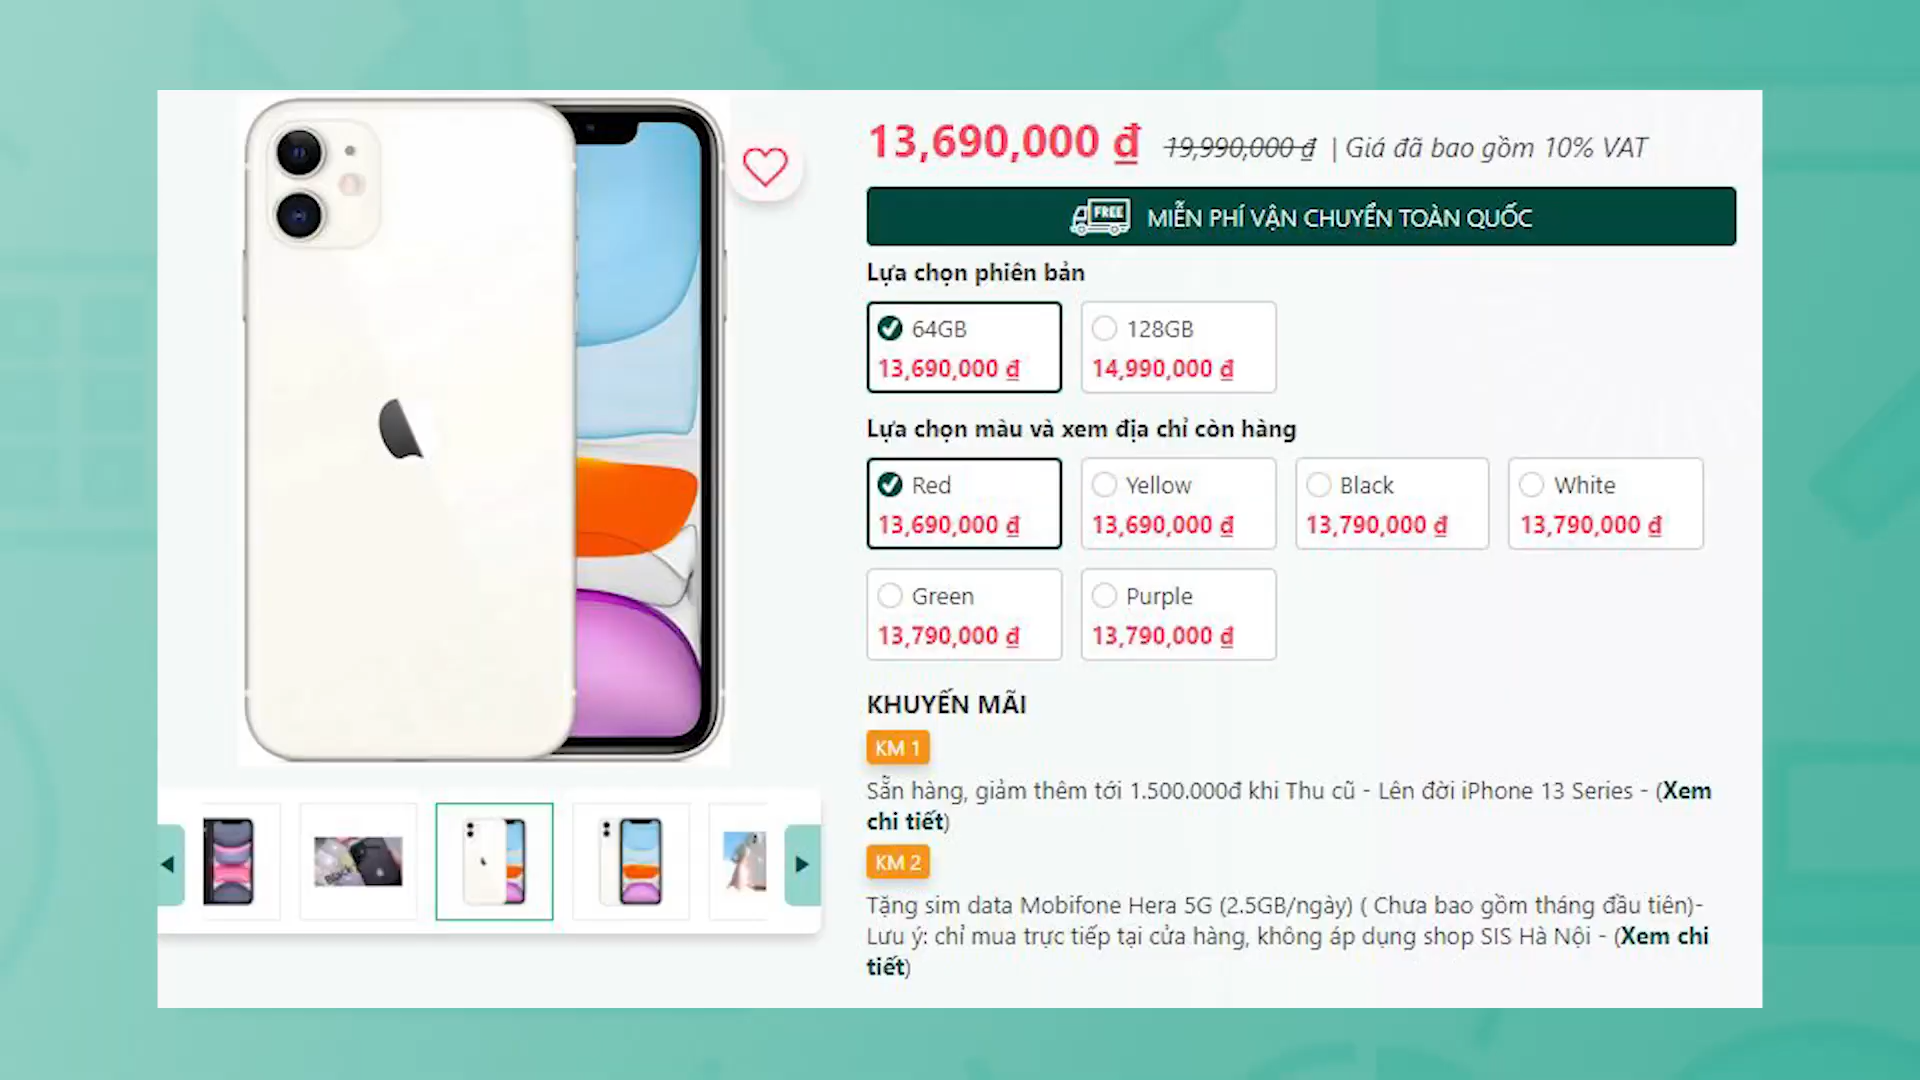 13,690,000 ₫ 19,990,000 ₫ | Giá đã bao gồm 10% VAT
FREE MIỄN PHÍ VẬN CHUYỂN TOÀN QUỐC
Lựa chọn phiên bản
64GB 128GB
13,690,000 ₫ 14,990,000 ₫
Lựa chọn màu và xem địa chỉ còn hàng
Red Yellow Black White
13,690,000 ₫ 13,690,000 ₫ 13,790,000 ₫ 13,790,000 ₫
Green Purple
13,790,000 ₫ 13,790,000 ₫
KHUYẾN MÃI
KM 1
Sẵn hàng, giảm thêm tới 1.500.000đ khi Thu cũ - Lên đời iPhone 13 Series - (Xem
chi tiết)
KM 2
Tặng sim data Mobifone Hera 5G (2.5GB/ngày) ( Chưa bao gồm tháng đầu tiên)-
Lưu ý: chỉ mua trực tiếp tại cửa hàng, không áp dụng shop SIS Hà Nội - (Xem chi
tiết)
Black